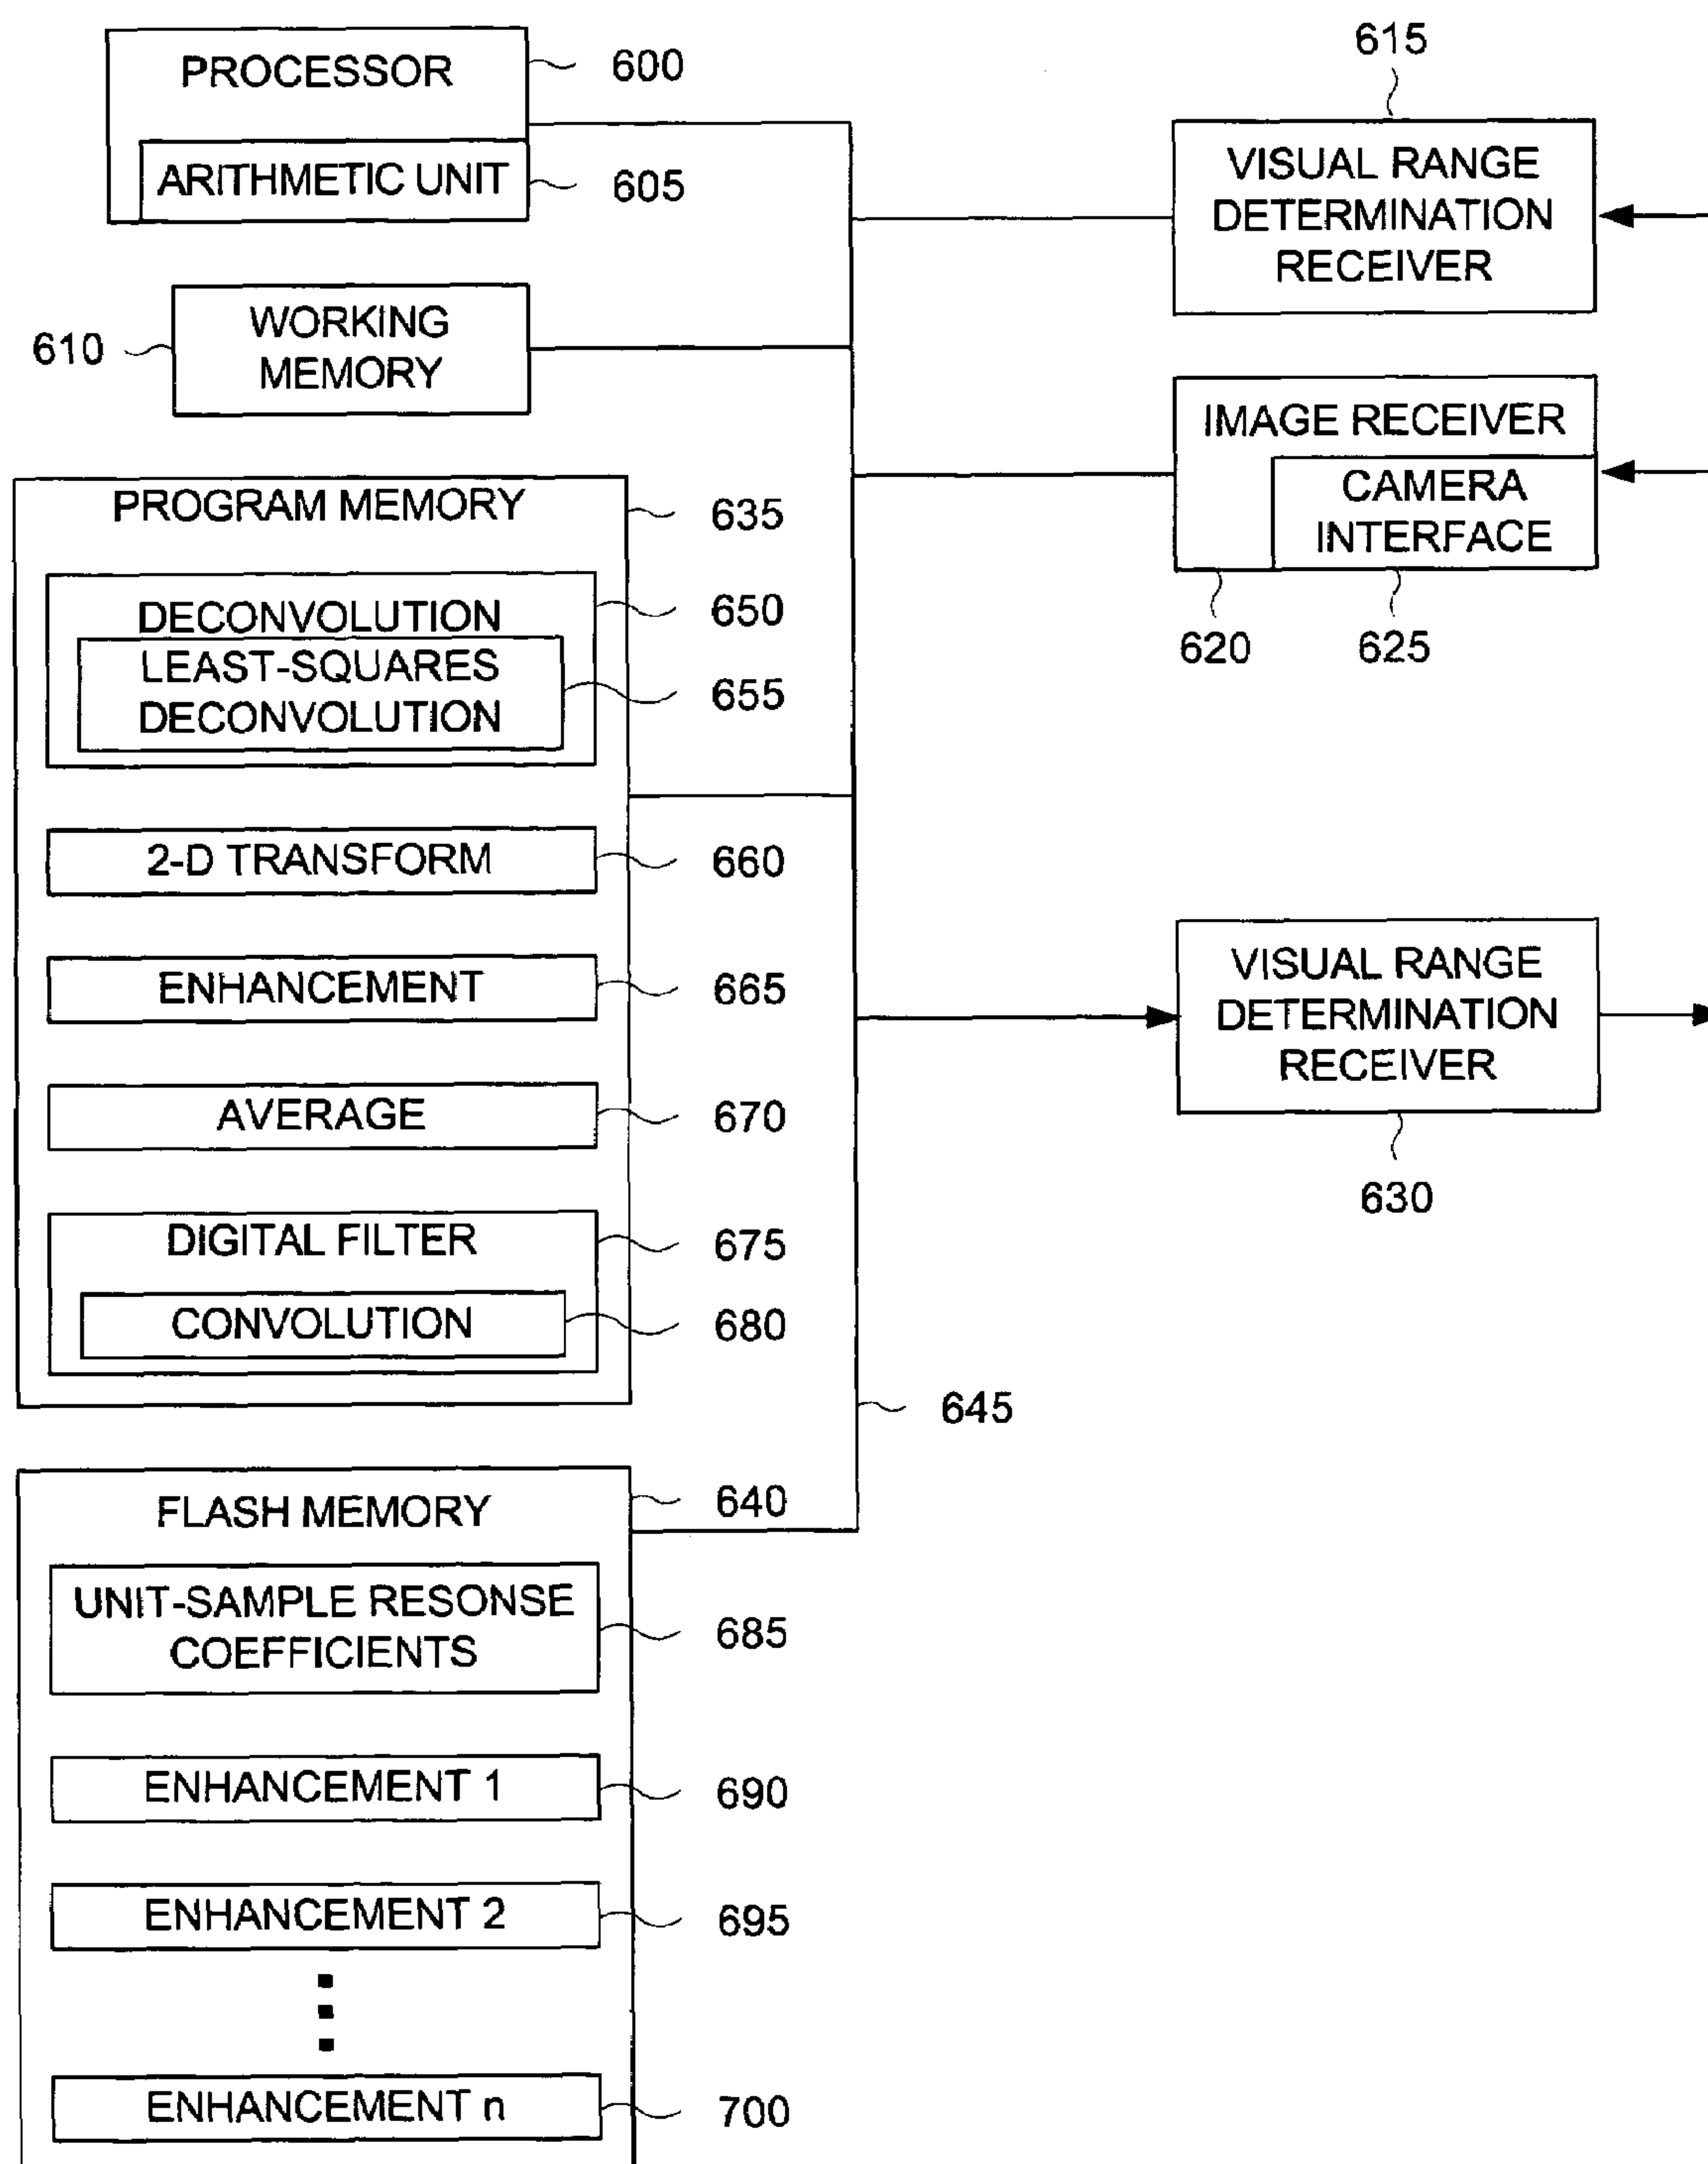 PROCESSOR
600
ARITHMETIC UNIT
605
610
WORKING
MEMORY
615
VISUAL RANGE
DETERMINATION
RECEIVER
IMAGE RECEIVER
CAMERA
INTERFACE
620
625
PROGRAM MEMORY
635
DECONVOLUTION
650
LEAST-SQUARES
DECONVOLUTION
655
2-D TRANSFORM
660
ENHANCEMENT
665
AVERAGE
670
DIGITAL FILTER
675
CONVOLUTION
680
VISUAL RANGE
DETERMINATION
RECEIVER
630
645
FLASH MEMORY
640
UNIT-SAMPLE RESONSE
COEFFICIENTS
685
ENHANCEMENT 1
690
ENHANCEMENT 2
695
ENHANCEMENT n
700